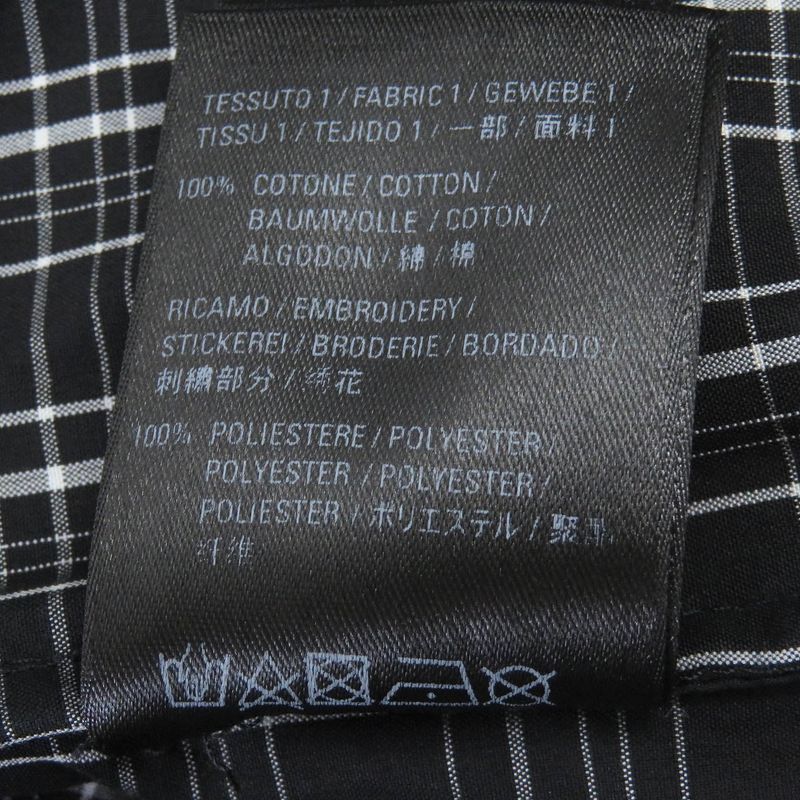 TESSUTO 1 / FABRIC 1 / GEWEBE 1 /
TISSU 1 / TEJIDO 1 / 一部 / 面料 1
100% COTONE / COTTON /
BAUMWOLLE / COTON /
ALGODON / 綿 / 棉
RICAMO / EMBROIDERY /
STICKEREI / BRODERIE / BORDADO /
刺繍部分 / 绣花
100% POLIESTERE / POLYESTER /
POLYESTER / POLYESTER /
POLIESTER / ポリエステル / 聚酯
纤维